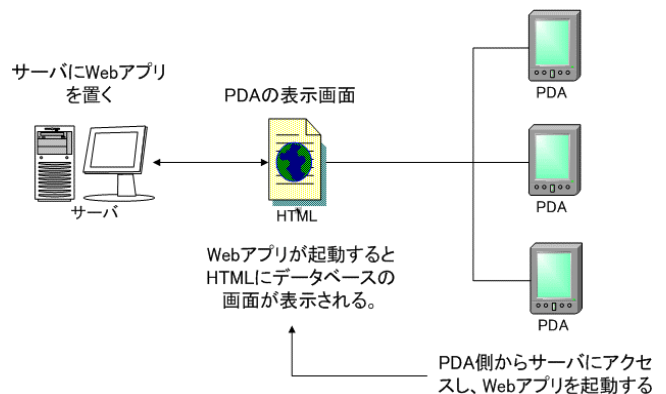 サーバにWebアプリ
を置く
サーバ
PDAの表示画面
HTML
Webアプリが起動すると
HTMLにデータベースの
画面が表示される。
PDA
PDA
PDA
PDA側からサーバにアクセ
スし、Webアプリを起動する